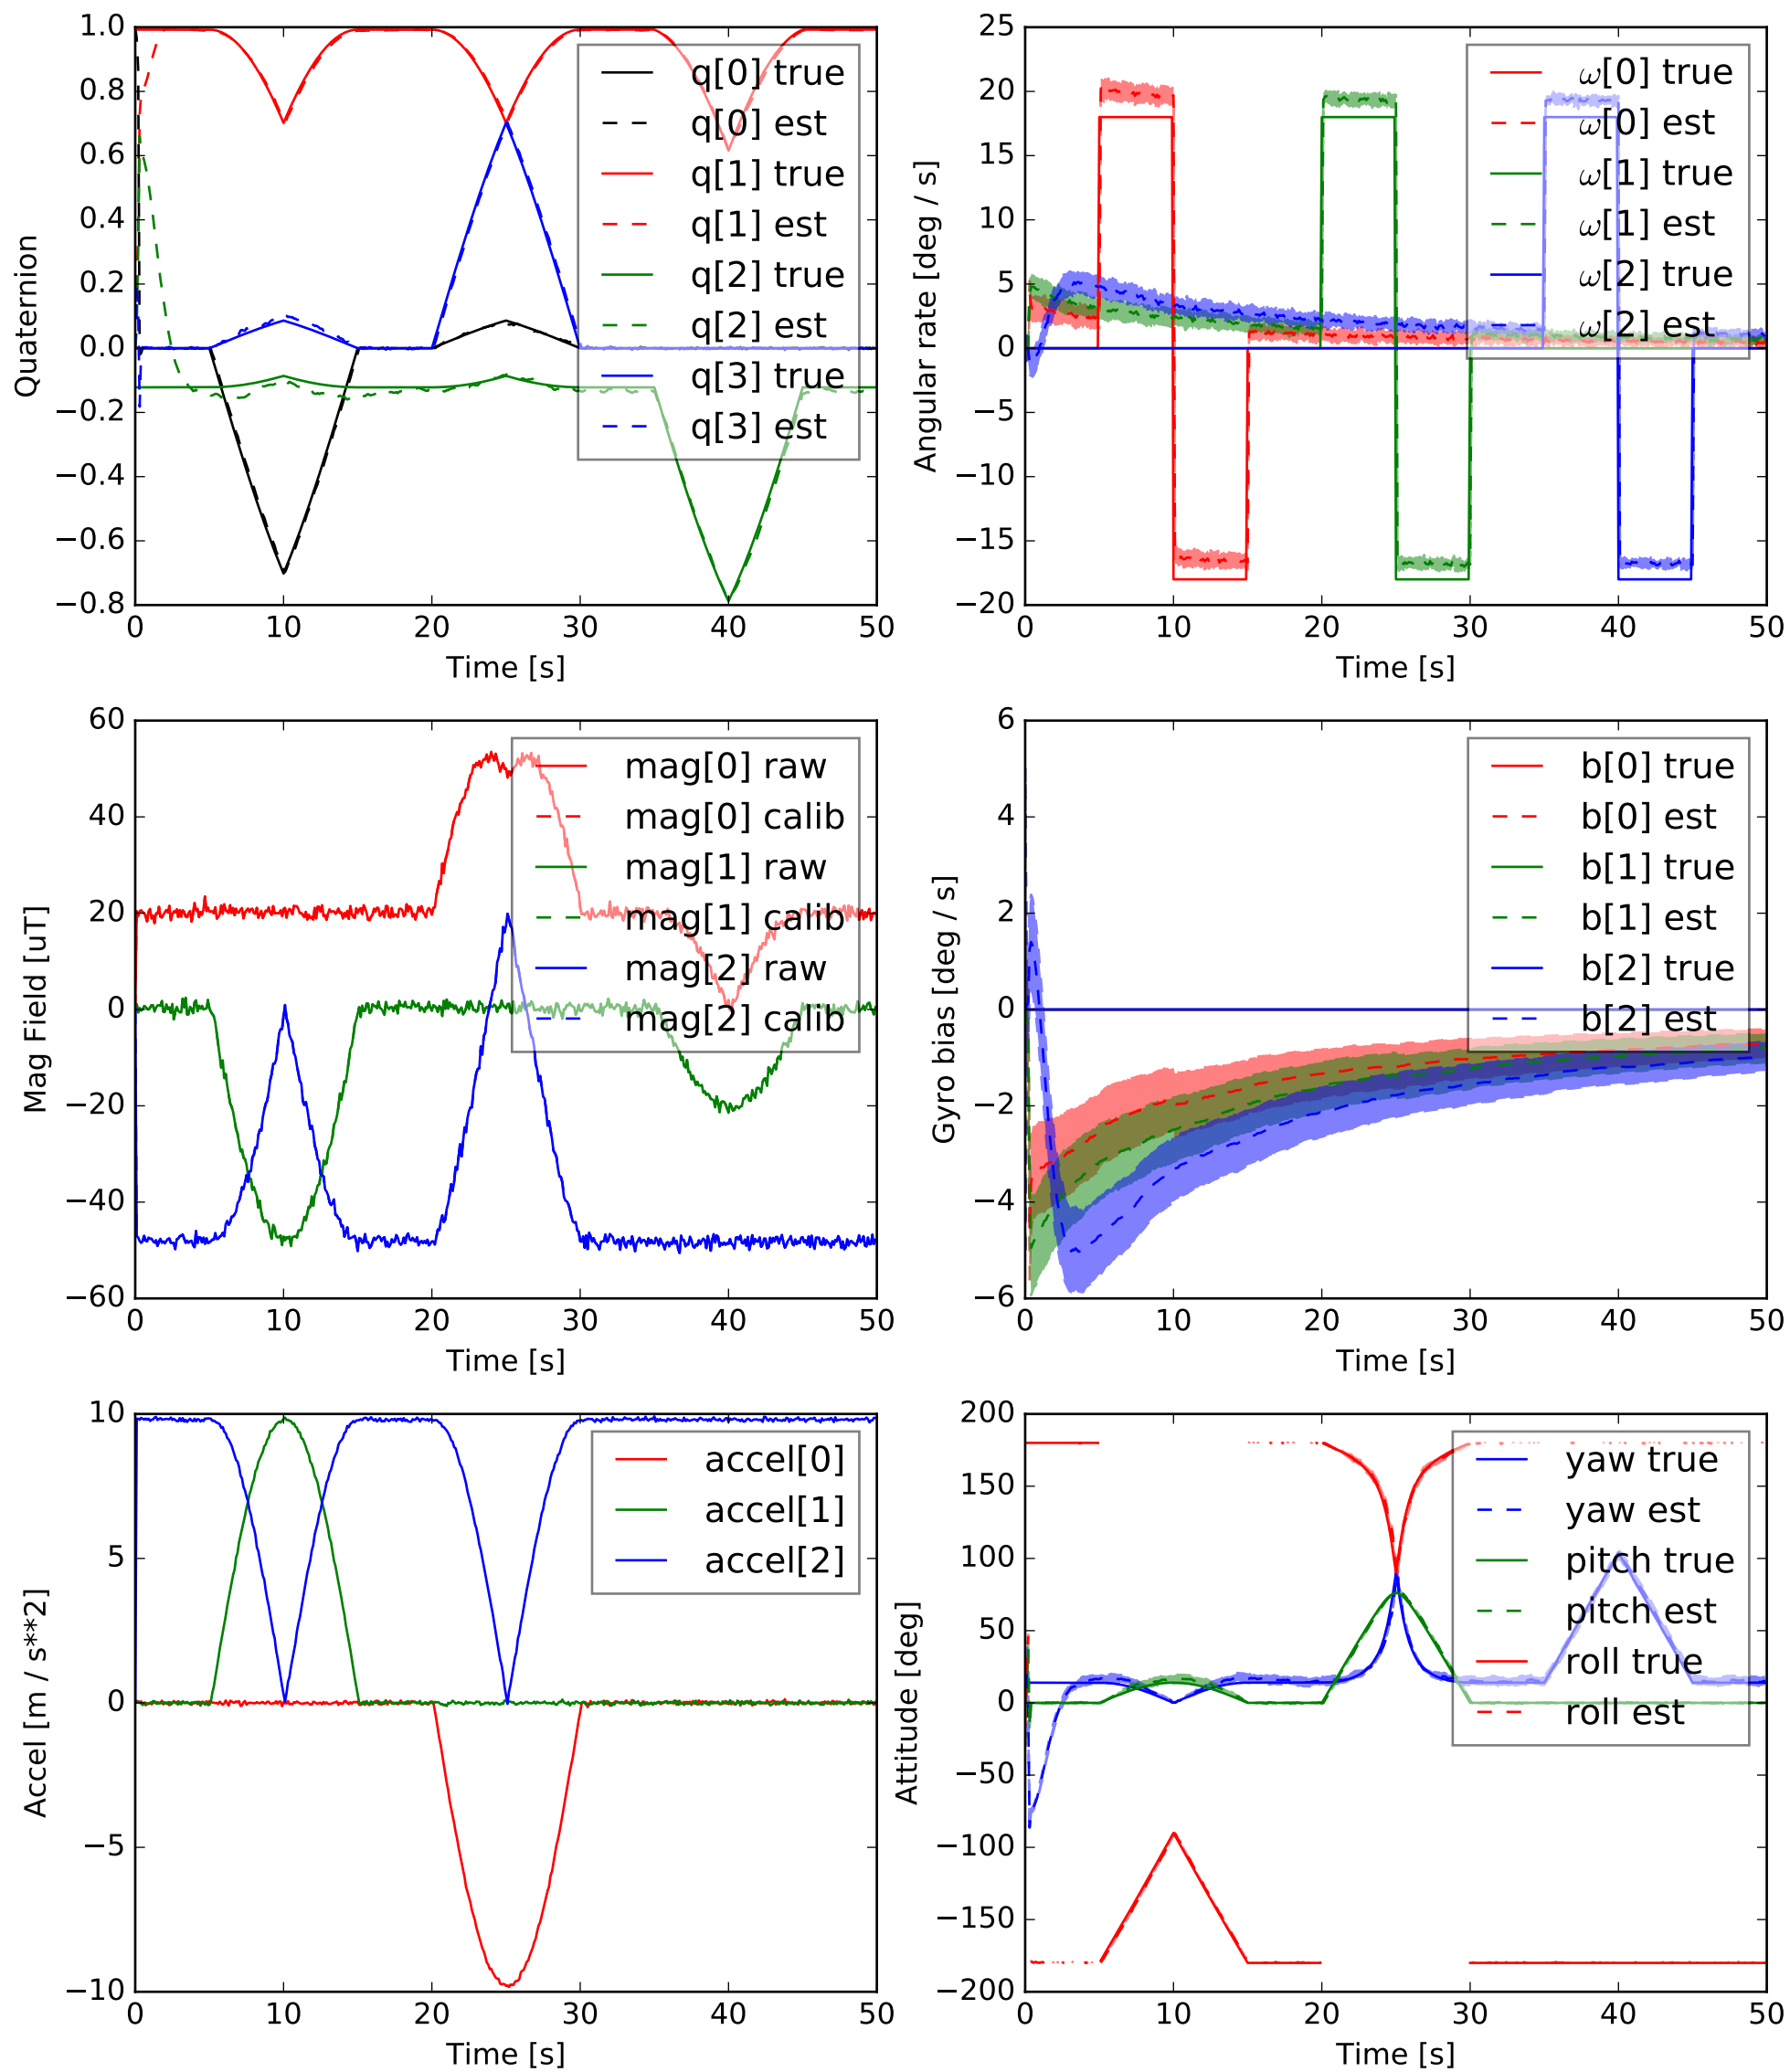 1.0
0.8
0.6
0.4
0.2
0.0
−0.2
−0.4
−0.6
−0.8
Quaternion
q[0] true
q[0] est
q[1] true
q[1] est
q[2] true
q[2] est
q[3] true
q[3] est
0 10 20 30 40 50
Time [s]
25
20
15
10
5
0
−5
−10
−15
−20
Angular rate [deg / s]
ω[0] true
ω[0] est
ω[1] true
ω[1] est
ω[2] true
ω[2] est
0 10 20 30 40 50
Time [s]
60
40
20
0
−20
−40
−60
Mag Field [uT]
mag[0] raw
mag[0] calib
mag[1] raw
mag[1] calib
mag[2] raw
mag[2] calib
0 10 20 30 40 50
Time [s]
6
4
2
0
−2
−4
−6
Gyro bias [deg / s]
b[0] true
b[0] est
b[1] true
b[1] est
b[2] true
b[2] est
0 10 20 30 40 50
Time [s]
10
5
0
−5
−10
Accel [m / s**2]
accel[0]
accel[1]
accel[2]
0 10 20 30 40 50
Time [s]
200
150
100
50
0
−50
−100
−150
−200
Attitude [deg]
yaw true
yaw est
pitch true
pitch est
roll true
roll est
0 10 20 30 40 50
Time [s]